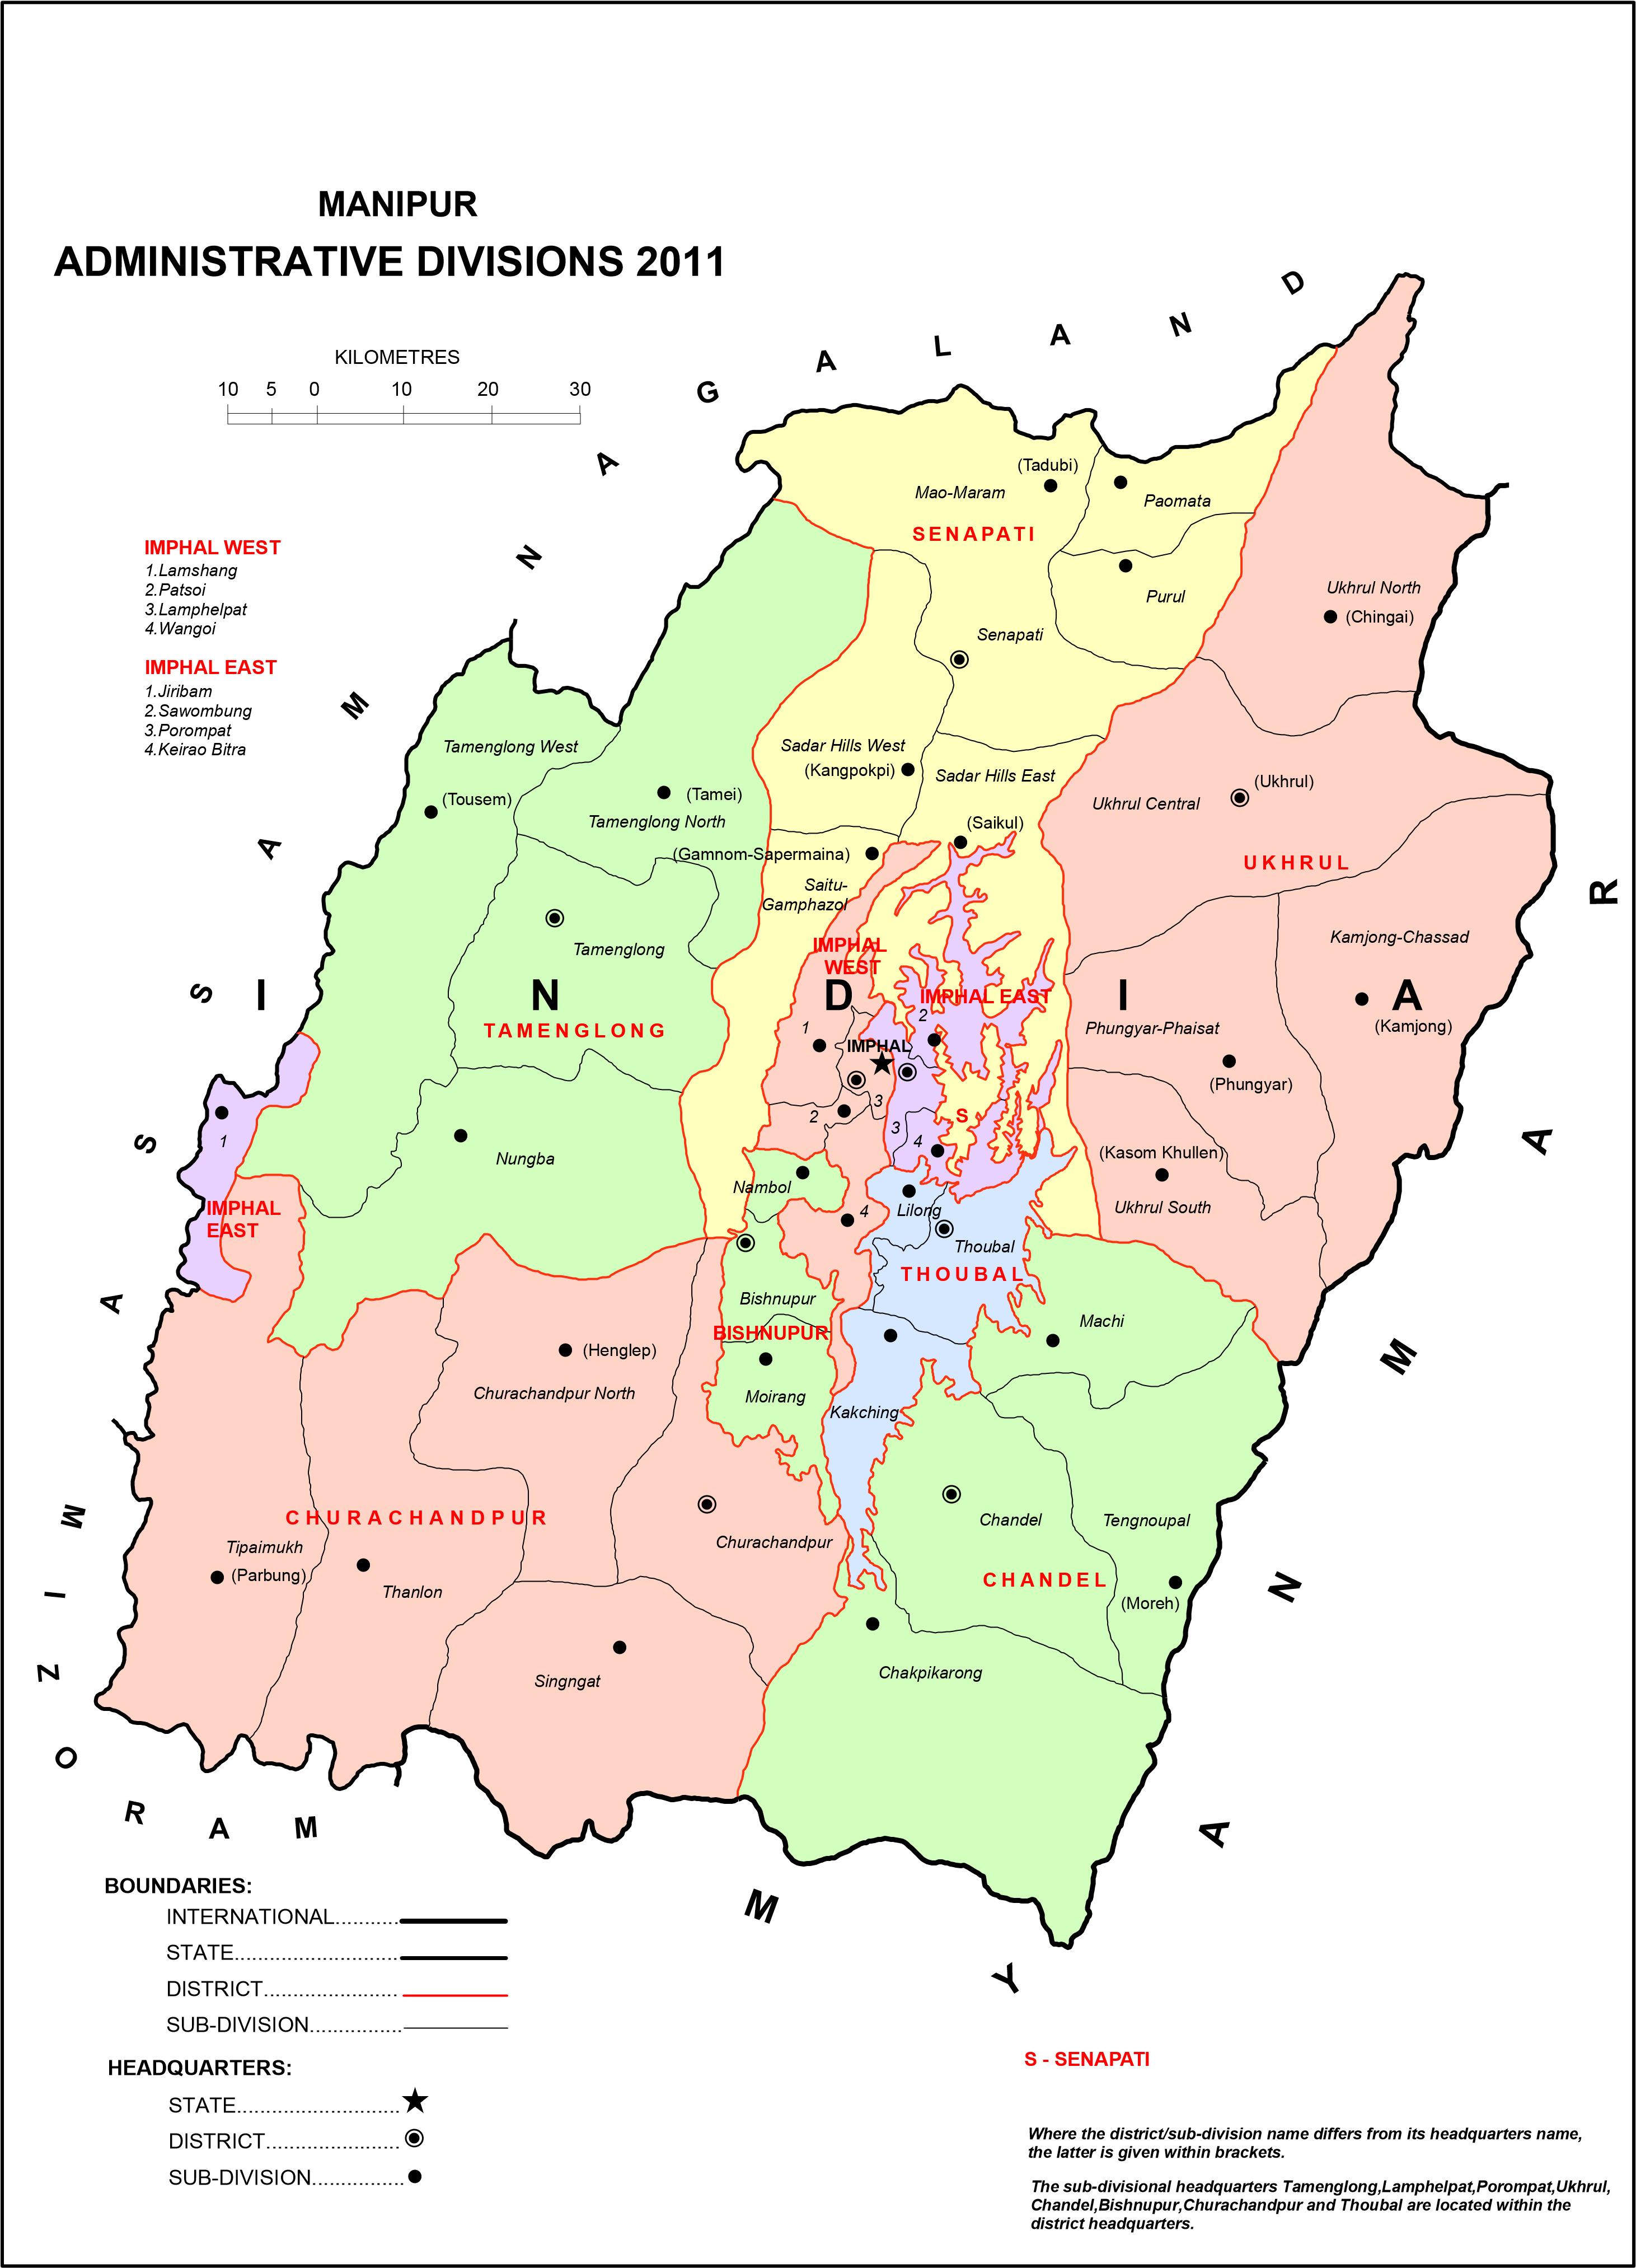 MANIPUR
ADMINISTRATIVE DIVISIONS 2011
KILOMETRES
10 5 0 10 20 30
NAGALAND
ASSAM
MIZORAM
MYANMAR
INDIA
IMPHAL WEST
1.Lamshang
2.Patsoi
3.Lamphelpat
4.Wangoi
IMPHAL EAST
1.Jiribam
2.Sawombung
3.Porompat
4.Keirao Bitra
(Tadubi)
Mao-Maram
Paomata
SENAPATI
Purul
Senapati
Ukhrul North
(Chingai)
Tamenglong West
(Tousem)
(Tamei)
Tamenglong North
Sadar Hills West
(Kangpokpi)
Sadar Hills East
(Saikul)
(Ukhrul)
Ukhrul Central
UKHRUL
(Gamnom-Sapermaina)
Saitu-
Gamphazol
Tamenglong
TAMENGLONG
IMPHAL
WEST
IMPHAL EAST
Kamjong-Chassad
(Kamjong)
Phungyar-Phaisat
(Phungyar)
1
2
IMPHAL
3
2
S
3
4
1
Nungba
IMPHAL
EAST
Nambol
4
Lilong
Thoubal
THOUBAL
(Kasom Khullen)
Ukhrul South
Bishnupur
BISHNUPUR
Moirang
Machi
Kakching
(Henglep)
Churachandpur North
CHURACHANDPUR
Tipaimukh
(Parbung)
Thanlon
Churachandpur
Singngat
Chandel
Tengnoupal
CHANDEL
(Moreh)
Chakpikarong
BOUNDARIES:
INTERNATIONAL...........
STATE............................
DISTRICT.......................
SUB-DIVISION................
HEADQUARTERS:
STATE............................
DISTRICT.......................
SUB-DIVISION................
S - SENAPATI
Where the district/sub-division name differs from its headquarters name,
the latter is given within brackets.
The sub-divisional headquarters Tamenglong,Lamphelpat,Porompat,Ukhrul,
Chandel,Bishnupur,Churachandpur and Thoubal are located within the
district headquarters.